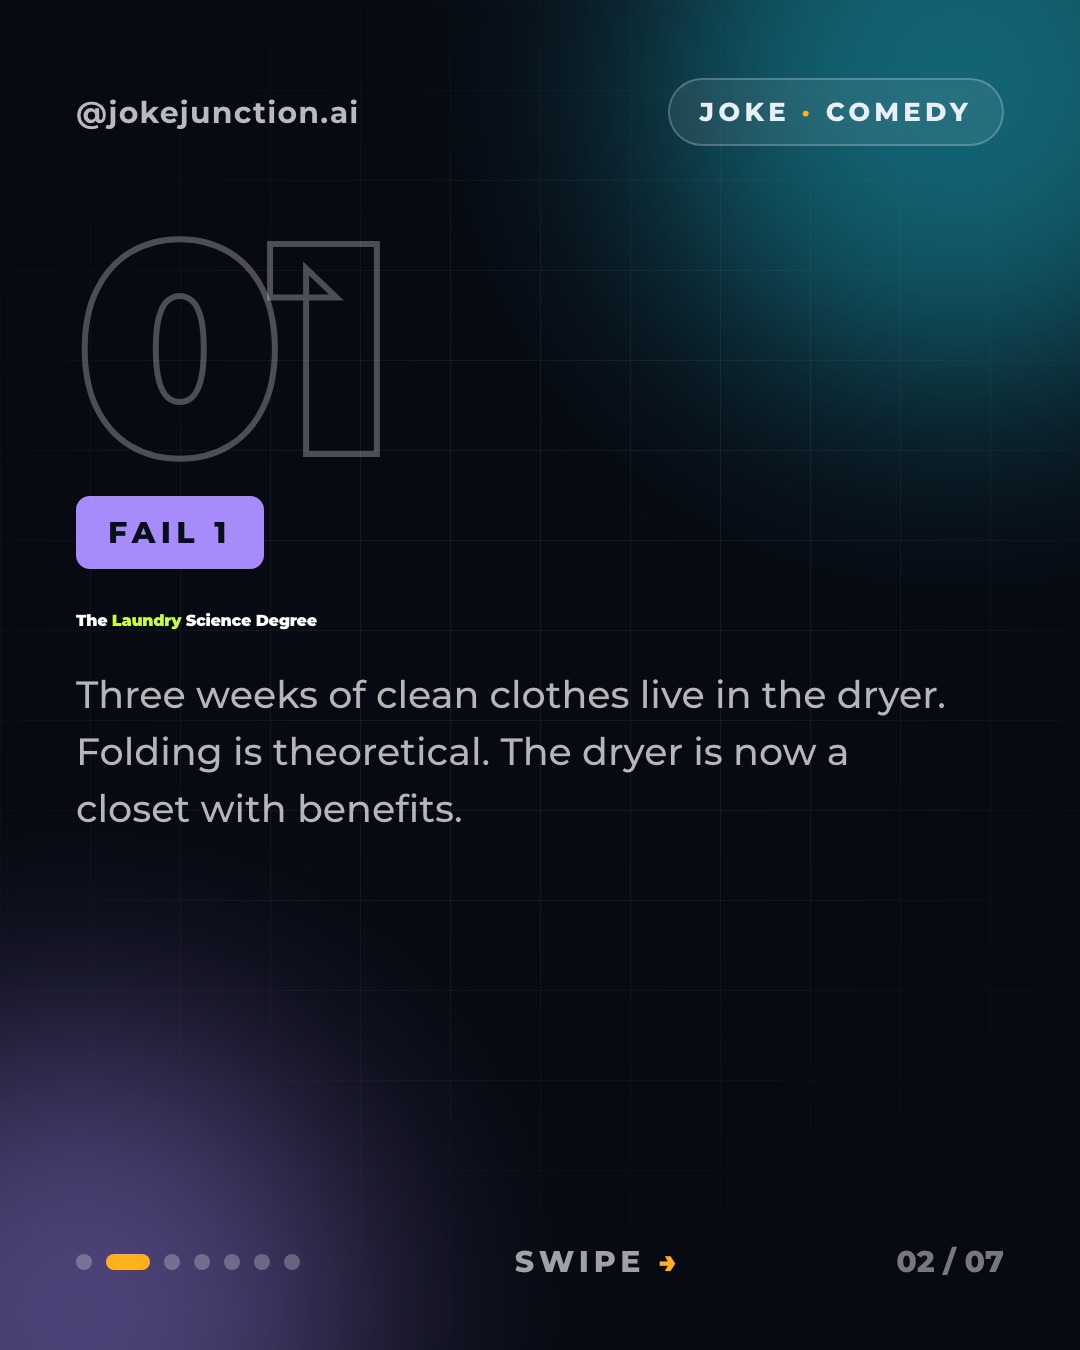 @jokejunction.ai
JOKE • COMEDY
01
FAIL 1
The Laundry Science Degree
Three weeks of clean clothes live in the dryer.
Folding is theoretical. The dryer is now a
closet with benefits.
SWIPE →
02 / 07